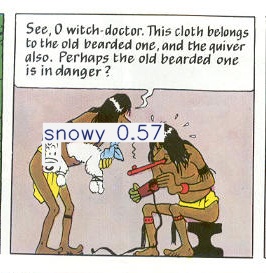 See, O witch-doctor. This cloth belongs
to the old bearded one, and the quiver
also. Perhaps the old bearded one
is in danger?
snowy 0.57